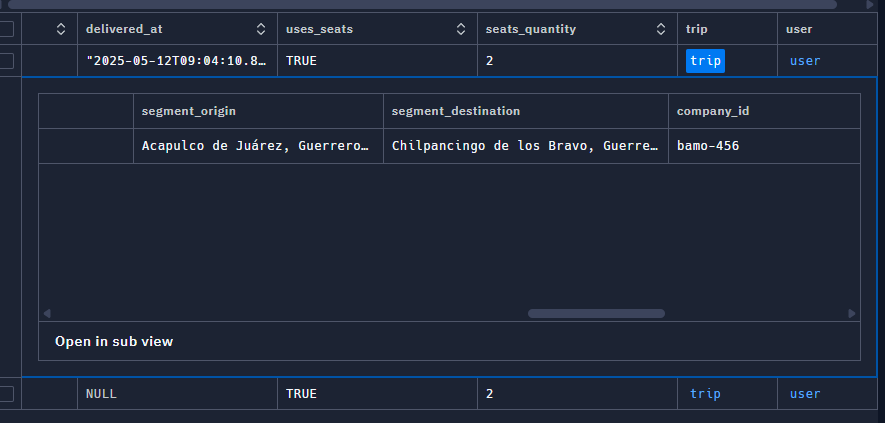 delivered_at uses_seats seats_quantity trip user
"2025-05-12T09:04:10.8… TRUE 2 trip user
segment_origin segment_destination company_id
Acapulco de Juárez, Guerrero… Chilpancingo de los Bravo, Guerre… bamo-456
Open in sub view
NULL TRUE 2 trip user